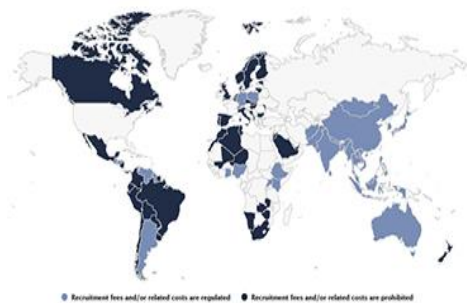 Recruitment fees and/or related costs are regulated Recruitment fees and/or related costs are prohibited